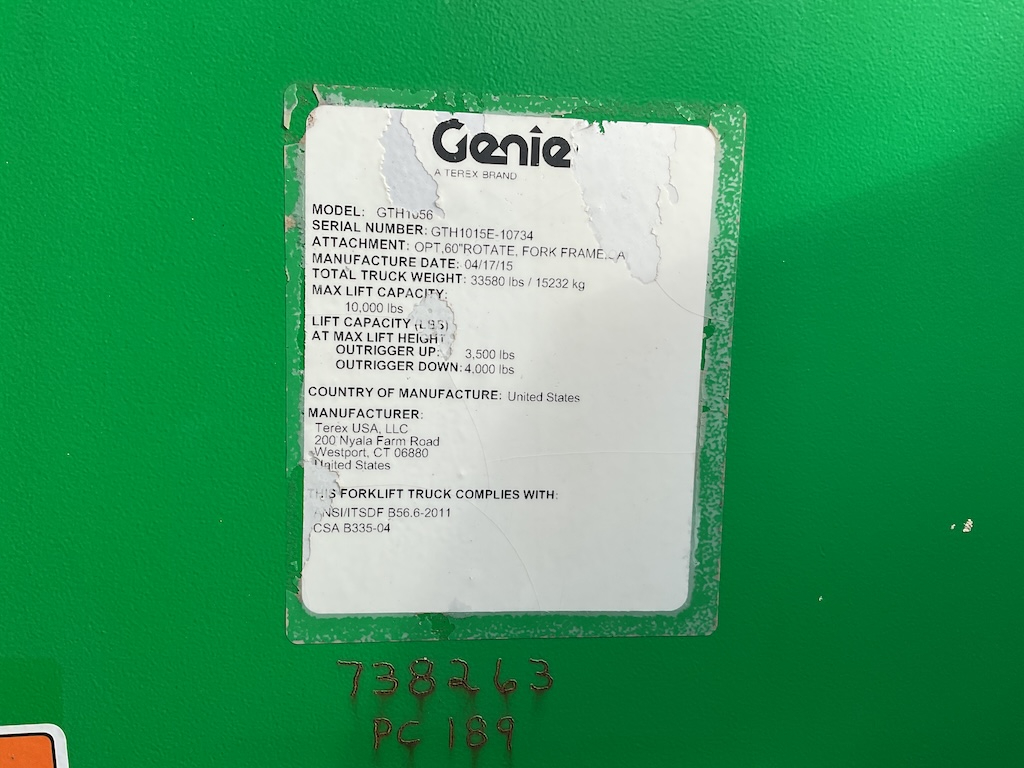 Genie
A TEREX BRAND
MODEL: GTH1056
SERIAL NUMBER: GTH1015E-10734
ATTACHMENT: OPT,60"ROTATE, FORK FRAME,
MANUFACTURE DATE: 04/17/15
TOTAL TRUCK WEIGHT: 33580 lbs / 15232 kg
MAX LIFT CAPACITY:
10,000 lbs
LIFT CAPACITY (LBS)
AT MAX LIFT HEIGHT
OUTRIGGER UP: 3,500 lbs
OUTRIGGER DOWN: 4,000 lbs
COUNTRY OF MANUFACTURE: United States
MANUFACTURER:
Terex USA, LLC
200 Nyala Farm Road
Westport, CT 06880
United States
THIS FORKLIFT TRUCK COMPLIES WITH:
ANSI/ITSDF B56.6-2011
CSA B335-04
738263
PC 189